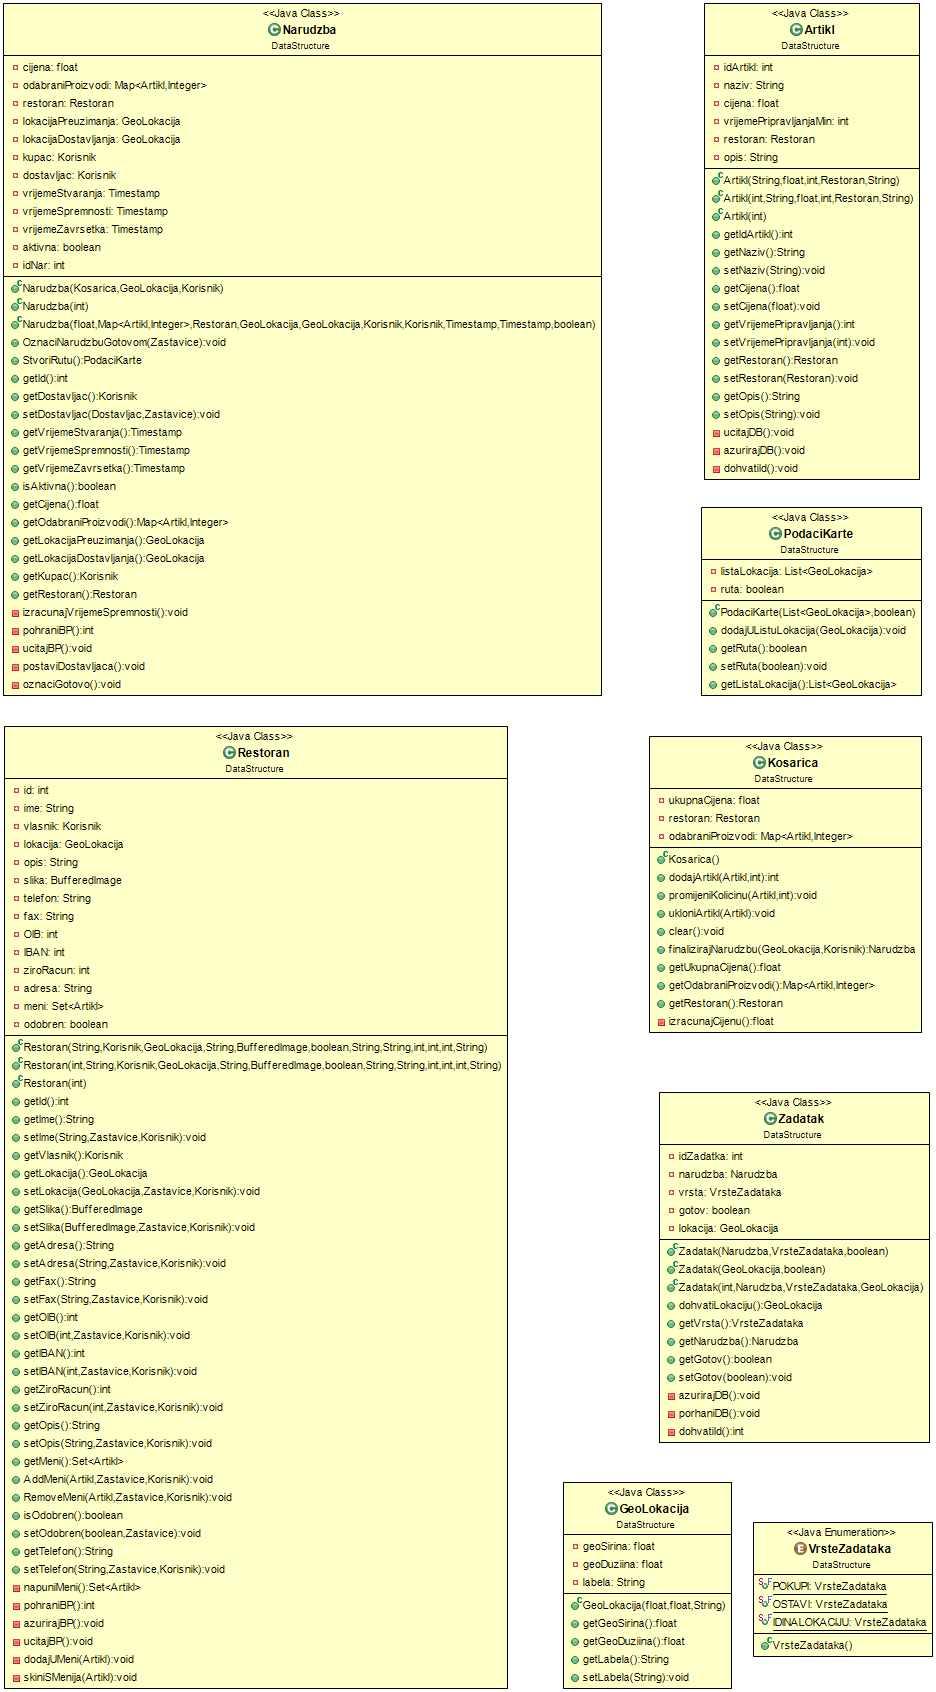 <<Java Class>>
Narudzba
DataStructure
cijena: float
odabraniProizvodi: Map<Artikl,Integer>
restoran: Restoran
lokacijaPreuzimanja: GeoLokacija
lokacijaDostavljanja: GeoLokacija
kupac: Korisnik
dostavljac: Korisnik
vrijemeStvaranja: Timestamp
vrijemeSpremnosti: Timestamp
vrijemeZavrsetka: Timestamp
aktivna: boolean
idNar: int
Narudzba(Kosarica,GeoLokacija,Korisnik)
Narudzba(int)
Narudzba(float,Map<Artikl,Integer>,Restoran,GeoLokacija,GeoLokacija,Korisnik,Korisnik,Timestamp,Timestamp,boolean)
OznaciNarudzbuGotovom(Zastavice):void
StvoriRutu():PodaciKarte
getId():int
getDostavljac():Korisnik
setDostavljac(Dostavljac,Zastavice):void
getVrijemeStvaranja():Timestamp
getVrijemeSpremnosti():Timestamp
getVrijemeZavrsetka():Timestamp
isAktivna():boolean
getCijena():float
getOdabraniProizvodi():Map<Artikl,Integer>
getLokacijaPreuzimanja():GeoLokacija
getLokacijaDostavljanja():GeoLokacija
getKupac():Korisnik
getRestoran():Restoran
izracunajVrijemeSpremnosti():void
pohraniBP():int
ucitajBP():void
postaviDostavljaca():void
oznaciGotovo():void
<<Java Class>>
Artikl
DataStructure
idArtikl: int
naziv: String
cijena: float
vrijemePripravljanjaMin: int
restoran: Restoran
opis: String
Artikl(String,float,int,Restoran,String)
Artikl(int,String,float,int,Restoran,String)
Artikl(int)
getIdArtikl():int
getNaziv():String
setNaziv(String):void
getCijena():float
setCijena(float):void
getVrijemePripravljanja():int
setVrijemePripravljanja(int):void
getRestoran():Restoran
setRestoran(Restoran):void
getOpis():String
setOpis(String):void
ucitajDB():void
azurirajDB():void
dohvatiId():void
<<Java Class>>
PodaciKarte
DataStructure
listaLokacija: List<GeoLokacija>
ruta: boolean
PodaciKarte(List<GeoLokacija>,boolean)
dodajUListuLokacija(GeoLokacija):void
getRuta():boolean
setRuta(boolean):void
getListaLokacija():List<GeoLokacija>
<<Java Class>>
Restoran
DataStructure
id: int
ime: String
vlasnik: Korisnik
lokacija: GeoLokacija
opis: String
slika: BufferedImage
telefon: String
fax: String
OIB: int
IBAN: int
ziroRacun: int
adresa: String
meni: Set<Artikl>
odobren: boolean
Restoran(String,Korisnik,GeoLokacija,String,BufferedImage,boolean,String,String,int,int,int,String)
Restoran(int,String,Korisnik,GeoLokacija,String,BufferedImage,boolean,String,String,int,int,int,String)
Restoran(int)
getId():int
getIme():String
setIme(String,Zastavice,Korisnik):void
getVlasnik():Korisnik
getLokacija():GeoLokacija
setLokacija(GeoLokacija,Zastavice,Korisnik):void
getSlika():BufferedImage
setSlika(BufferedImage,Zastavice,Korisnik):void
getAdresa():String
setAdresa(String,Zastavice,Korisnik):void
getFax():String
setFax(String,Zastavice,Korisnik):void
getOIB():int
setOIB(int,Zastavice,Korisnik):void
getIBAN():int
setIBAN(int,Zastavice,Korisnik):void
getZiroRacun():int
setZiroRacun(int,Zastavice,Korisnik):void
getOpis():String
setOpis(String,Zastavice,Korisnik):void
getMeni():Set<Artikl>
AddMeni(Artikl,Zastavice,Korisnik):void
RemoveMeni(Artikl,Zastavice,Korisnik):void
isOdobren():boolean
setOdobren(boolean,Zastavice):void
getTelefon():String
setTelefon(String,Zastavice,Korisnik):void
napuniMeni():Set<Artikl>
pohraniBP():int
azurirajBP():void
ucitajBP():void
dodajUMeni(Artikl):void
skiniSMenija(Artikl):void
<<Java Class>>
Kosarica
DataStructure
ukupnaCijena: float
restoran: Restoran
odabraniProizvodi: Map<Artikl,Integer>
Kosarica()
dodajArtikl(Artikl,int):int
promijeniKolicinu(Artikl,int):void
ukloniArtikl(Artikl):void
clear():void
finalizirajNarudzbu(GeoLokacija,Korisnik):Narudzba
getUkupnaCijena():float
getOdabraniProizvodi():Map<Artikl,Integer>
getRestoran():Restoran
izracunajCijenu():float
<<Java Class>>
Zadatak
DataStructure
idZadatka: int
narudzba: Narudzba
vrsta: VrsteZadataka
gotov: boolean
lokacija: GeoLokacija
Zadatak(Narudzba,VrsteZadataka,boolean)
Zadatak(GeoLokacija,boolean)
Zadatak(int,Narudzba,VrsteZadataka,GeoLokacija)
dohvatiLokaciju():GeoLokacija
getVrsta():VrsteZadataka
getNarudzba():Narudzba
getGotov():boolean
setGotov(boolean):void
azurirajDB():void
porhaniDB():void
dohvatiId():int
<<Java Class>>
GeoLokacija
DataStructure
geoSirina: float
geoDuziina: float
labela: String
GeoLokacija(float,float,String)
getGeoSirina():float
getGeoDuziina():float
getLabela():String
setLabela(String):void
<<Java Enumeration>>
VrsteZadataka
DataStructure
POKUPI: VrsteZadataka
OSTAVI: VrsteZadataka
IDINALOKACIJU: VrsteZadataka
VrsteZadataka()